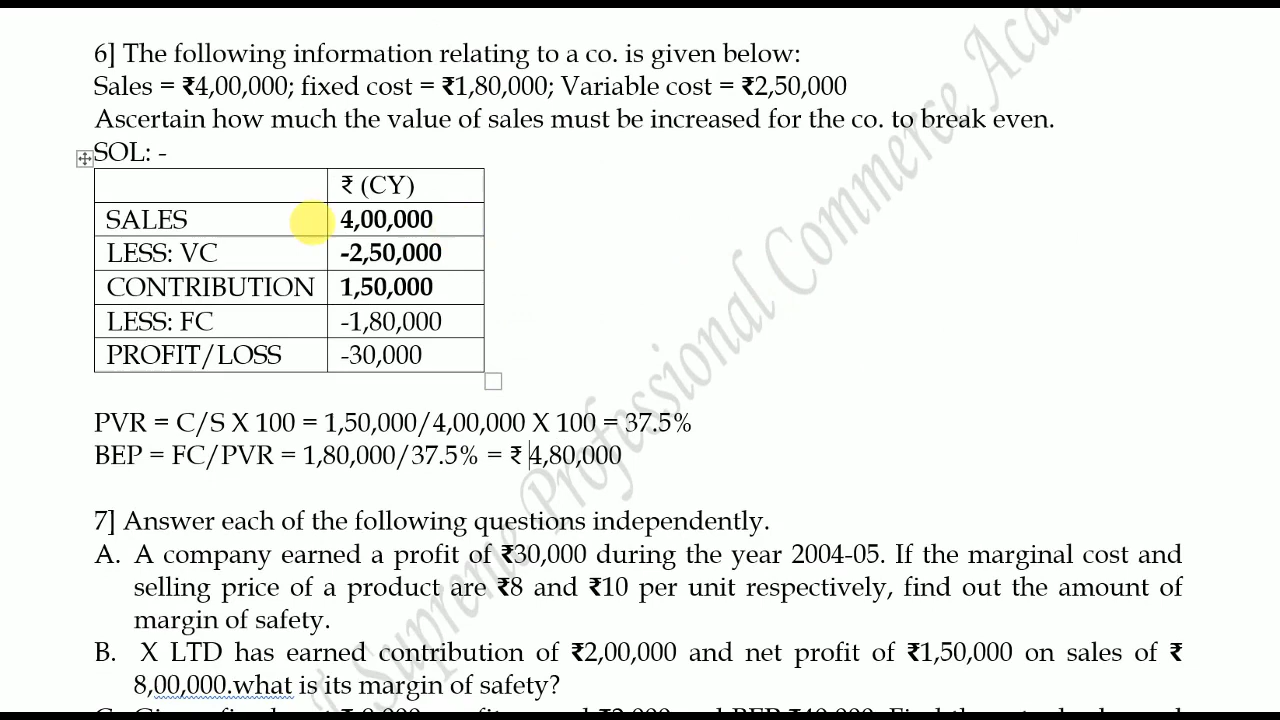 6] The following information relating to a co. is given below:
Sales = ₹4,00,000; fixed cost = ₹1,80,000; Variable cost = ₹2,50,000
Ascertain how much the value of sales must be increased for the co. to break even.
SOL: -
₹ (CY)
SALES 4,00,000
LESS: VC -2,50,000
CONTRIBUTION 1,50,000
LESS: FC -1,80,000
PROFIT/LOSS -30,000
PVR = C/S X 100 = 1,50,000/4,00,000 X 100 = 37.5%
BEP = FC/PVR = 1,80,000/37.5% = ₹ 4,80,000
7] Answer each of the following questions independently.
A. A company earned a profit of ₹30,000 during the year 2004-05. If the marginal cost and
selling price of a product are ₹8 and ₹10 per unit respectively, find out the amount of
margin of safety.
B. X LTD has earned contribution of ₹2,00,000 and net profit of ₹1,50,000 on sales of ₹
8,00,000.what is its margin of safety?
Supreme Professional Commerce